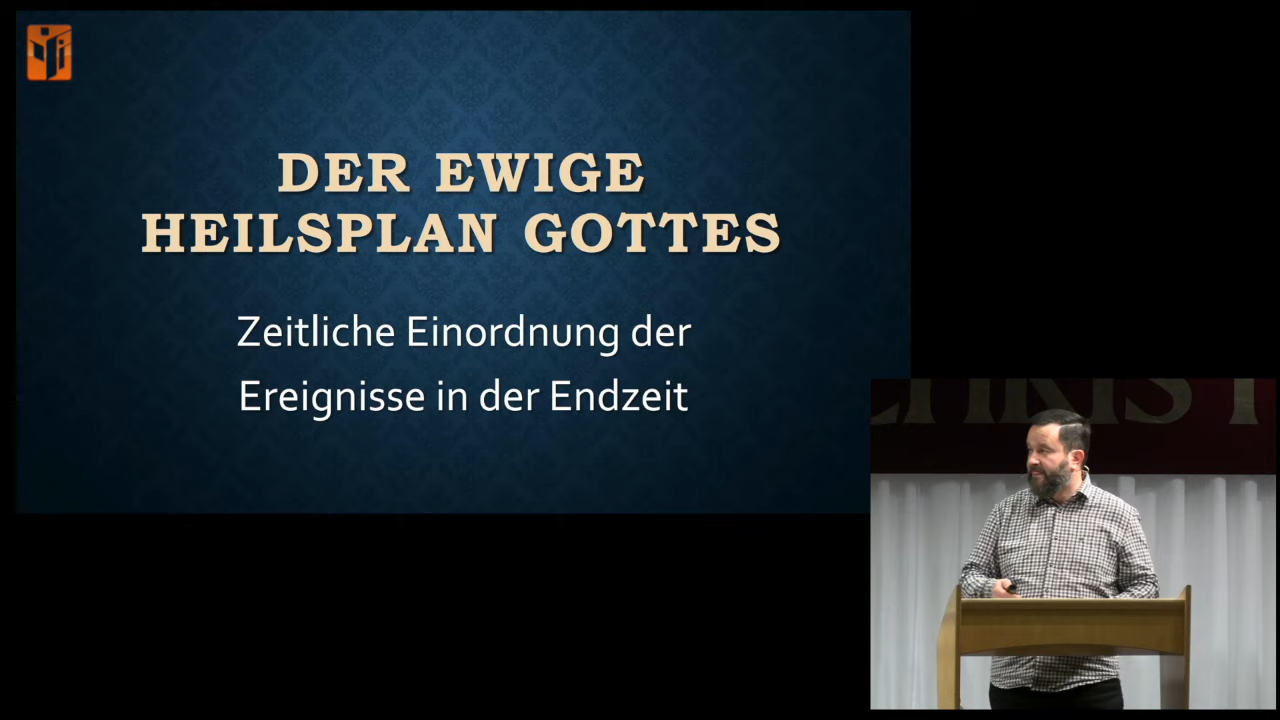 DER EWIGE
HEILSPLAN GOTTES
Zeitliche Einordnung der
Ereignisse in der Endzeit